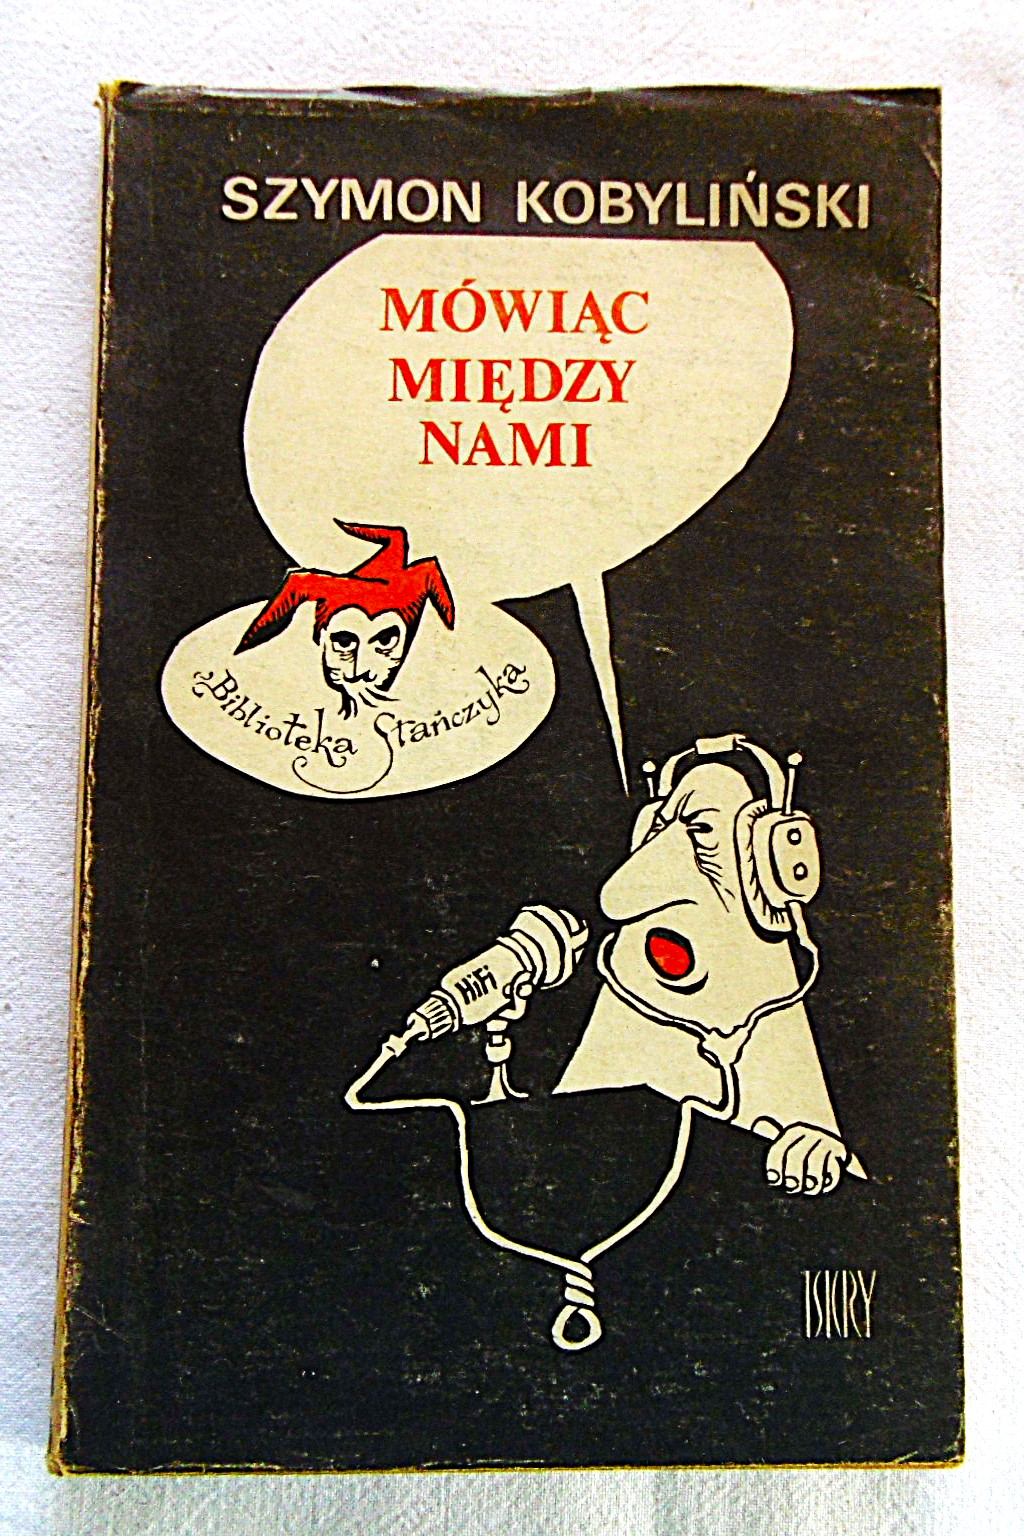 SZYMON KOBYLIŃSKI
MÓWIĄC
MIĘDZY
NAMI
Biblioteka Stańczyka
HiFi
ISKRY